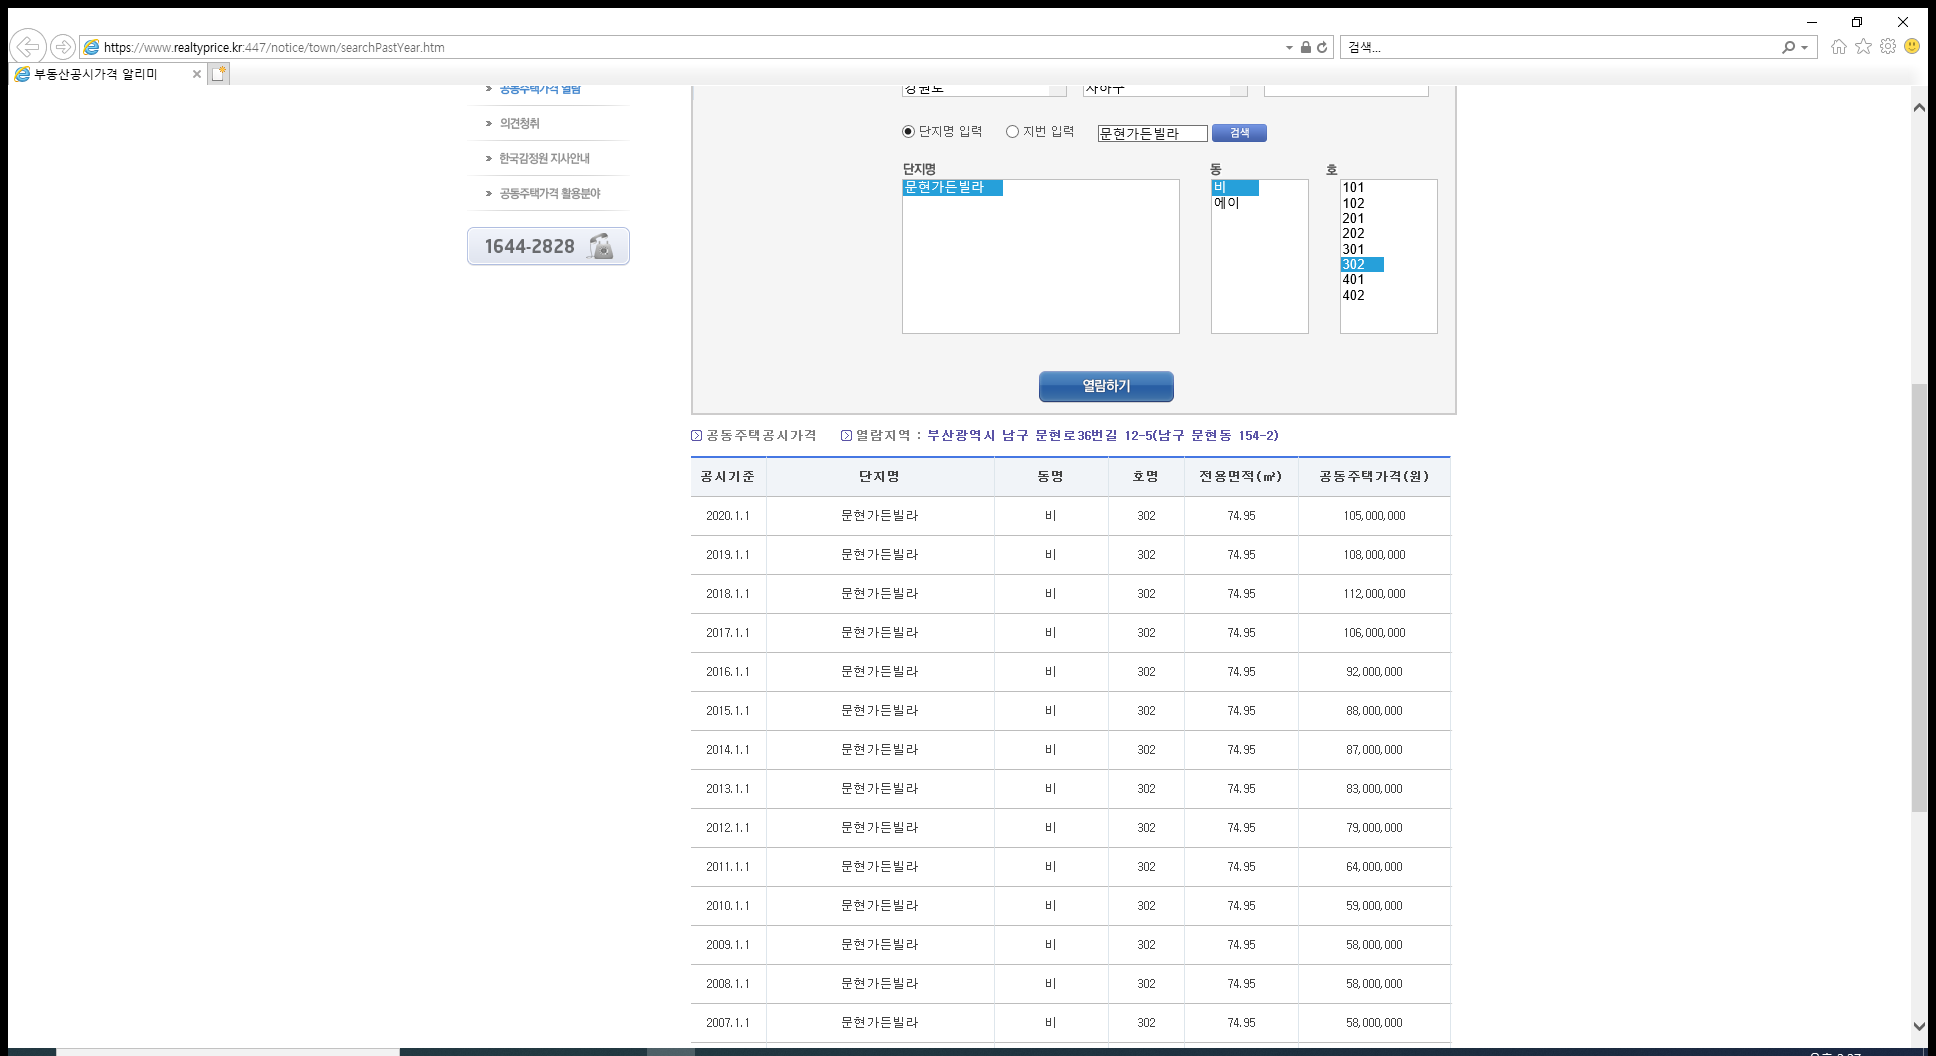 https://www.realtyprice.kr:447/notice/town/searchPastYear.htm
검색...
부동산공시가격 알리미
공동주택가격 열람
의견청취
한국감정원 지사안내
공동주택가격 활용분야
1644-2828
강원도 사하구
단지명 입력 지번 입력 문현가든빌라 검색
단지명 동 호
문현가든빌라 비 101
에이 102
201
202
301
302
401
402
열람하기
공동주택공시가격 열람지역 : 부산광역시 남구 문현로36번길 12-5(남구 문현동 154-2)
공시기준 단지명 동명 호명 전용면적(㎡) 공동주택가격(원)
2020.1.1 문현가든빌라 비 302 74.95 105,000,000
2019.1.1 문현가든빌라 비 302 74.95 108,000,000
2018.1.1 문현가든빌라 비 302 74.95 112,000,000
2017.1.1 문현가든빌라 비 302 74.95 106,000,000
2016.1.1 문현가든빌라 비 302 74.95 92,000,000
2015.1.1 문현가든빌라 비 302 74.95 88,000,000
2014.1.1 문현가든빌라 비 302 74.95 87,000,000
2013.1.1 문현가든빌라 비 302 74.95 83,000,000
2012.1.1 문현가든빌라 비 302 74.95 79,000,000
2011.1.1 문현가든빌라 비 302 74.95 64,000,000
2010.1.1 문현가든빌라 비 302 74.95 59,000,000
2009.1.1 문현가든빌라 비 302 74.95 58,000,000
2008.1.1 문현가든빌라 비 302 74.95 58,000,000
2007.1.1 문현가든빌라 비 302 74.95 58,000,000